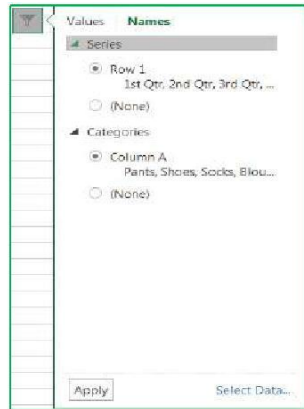 Values Names
Series
Row 1
1st Qtr, 2nd Qtr, 3rd Qtr, ...
(None)
Categories
Column A
Pants, Shoes, Socks, Blou...
(None)
Apply Select Data...